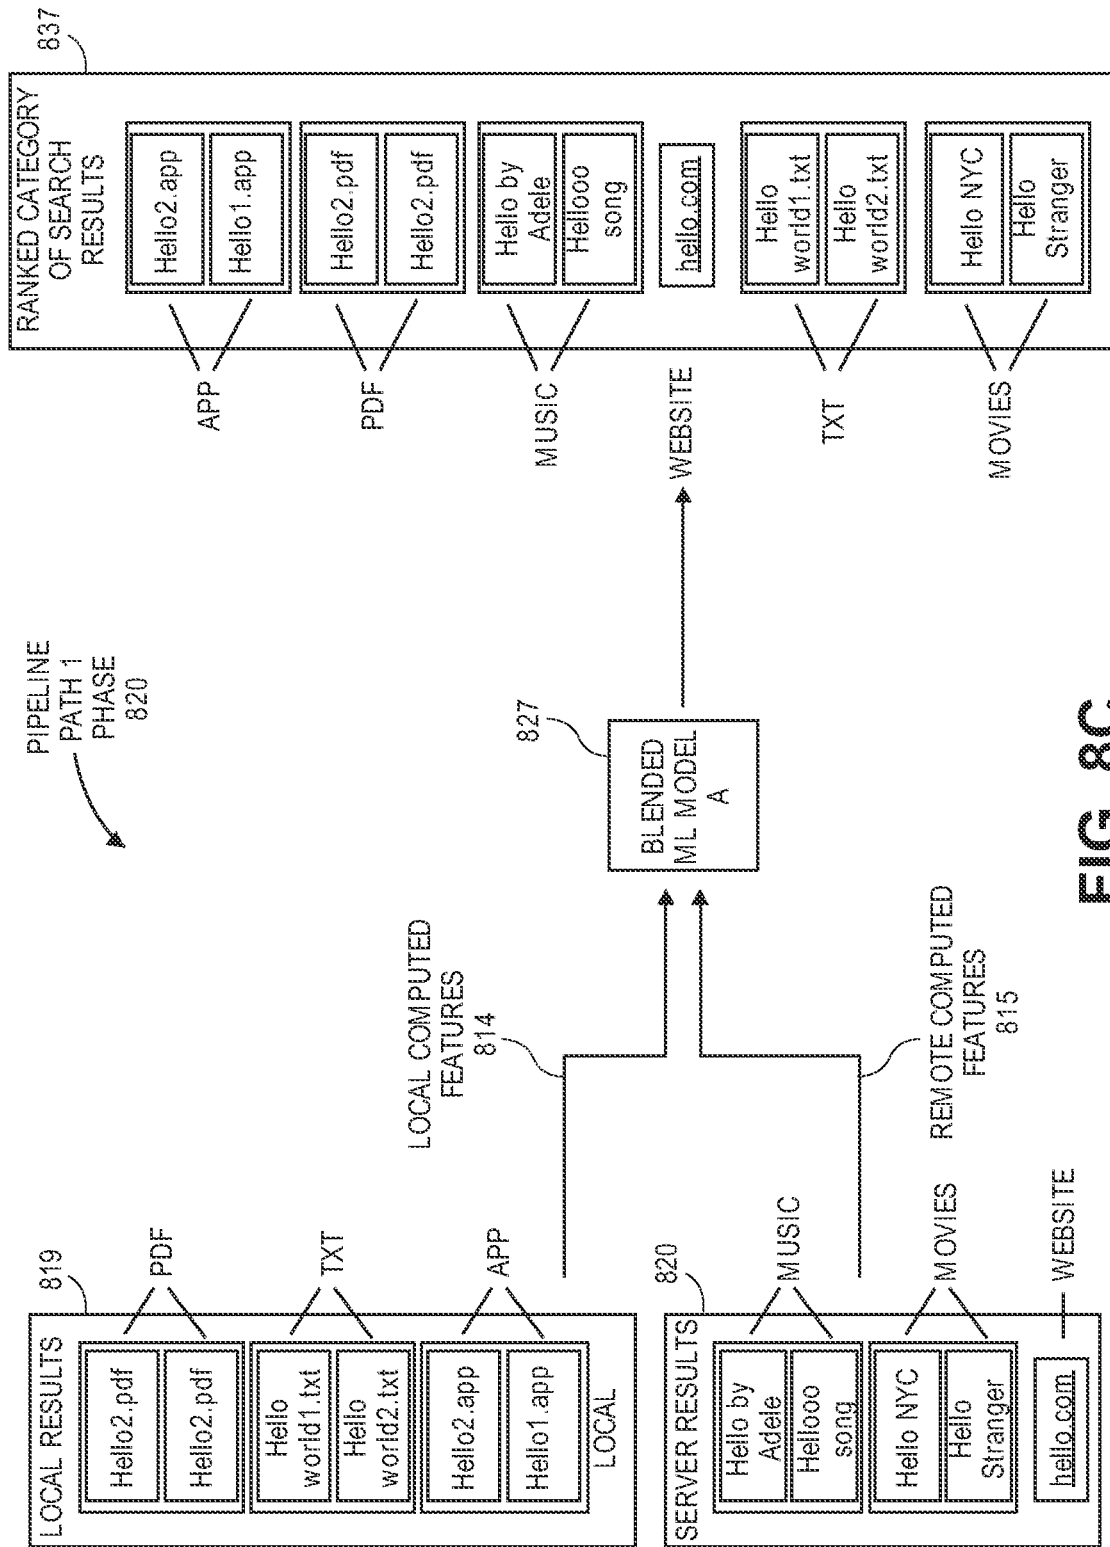 PIPELINE
PATH 1
PHASE
820
LOCAL RESULTS
819
Hello2.pdf
Hello2.pdf
PDF
Hello
world1.txt
Hello
world2.txt
TXT
Hello2.app
Hello1.app
APP
LOCAL
SERVER RESULTS
820
Hello by
Adele
Hellooo
song
MUSIC
Hello NYC
Hello
Stranger
MOVIES
hello.com
WEBSITE
LOCAL COMPUTED
FEATURES
814
REMOTE COMPUTED
FEATURES
815
827
BLENDED
ML MODEL
A
RANKED CATEGORY
OF SEARCH
RESULTS
837
APP
Hello2.app
Hello1.app
PDF
Hello2.pdf
Hello2.pdf
MUSIC
Hello by
Adele
Hellooo
song
WEBSITE
hello.com
TXT
Hello
world1.txt
Hello
world2.txt
MOVIES
Hello NYC
Hello
Stranger
FIG. 8C